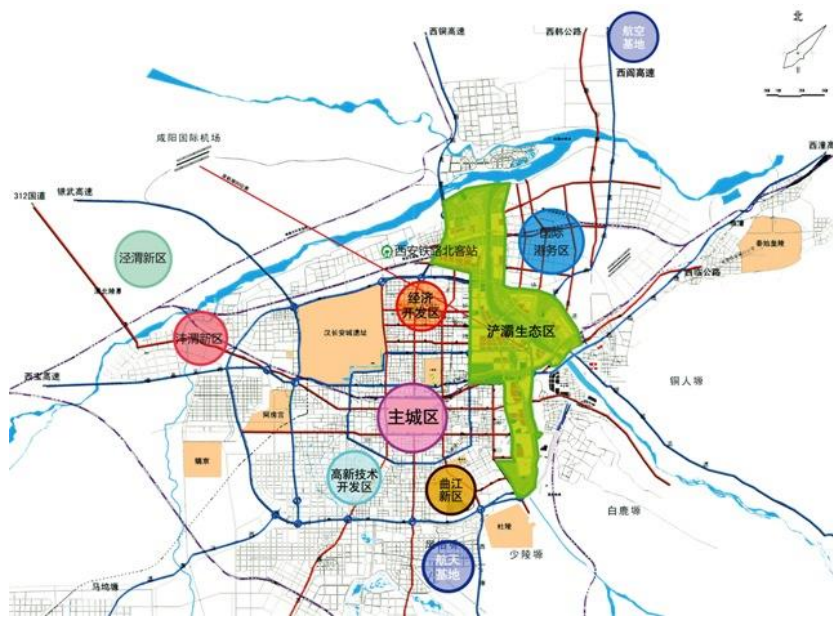 西铜高速
西韩公路
航空
基地
北
西阎高速
咸阳国际机场
西潼高
312国道
银武高速
泾渭新区
西安铁路北客站
国际
港务区
秦始皇陵
西临公路
经济
开发区
汉长安城遗址
浐灞生态区
沣渭新区
西宝高速
铜人塬
阿房宫
主城区
镐京
高新技术
开发区
曲江
新区
白鹿塬
杜陵
少陵塬
航天
基地
马坞塬